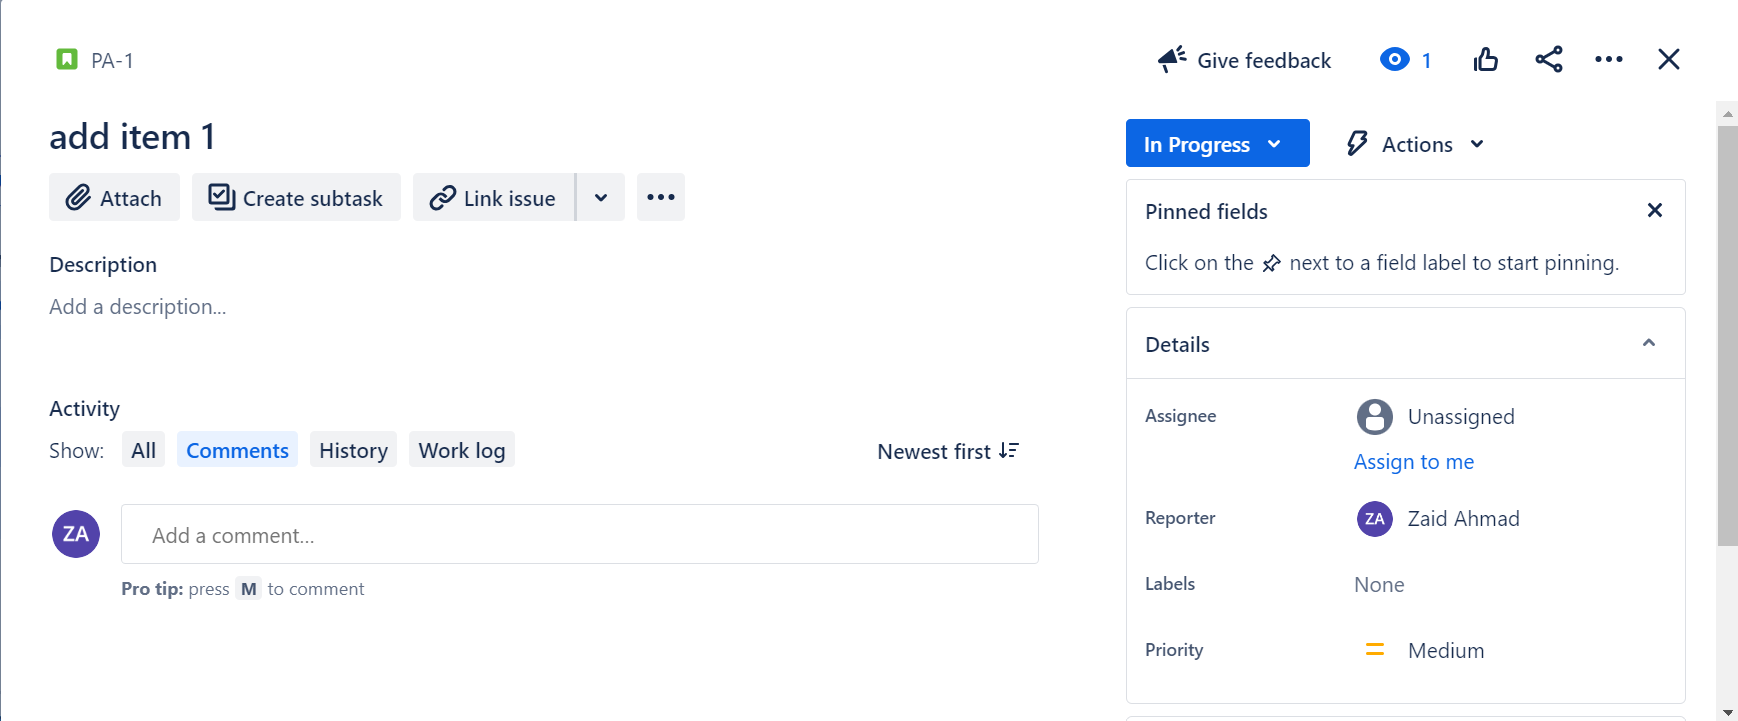 PA-1
Give feedback
1
add item 1
In Progress
Actions
Attach
Create subtask
Link issue
Pinned fields
Click on the next to a field label to start pinning.
Description
Add a description...
Details
Activity
Assignee
Unassigned
Show: All Comments History Work log
Newest first
Assign to me
ZA
Add a comment...
Reporter
ZA Zaid Ahmad
Pro tip: press M to comment
Labels
None
Priority
Medium